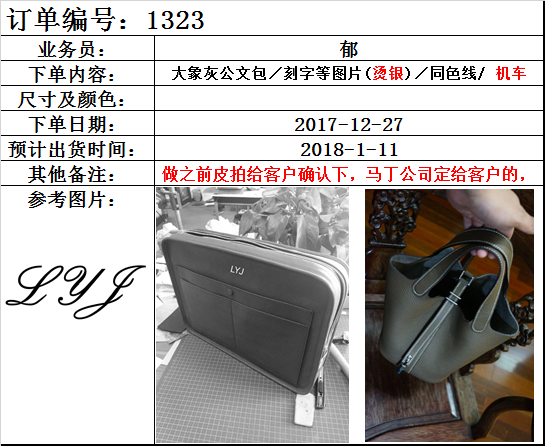 订单编号：1323
业务员： 郁
下单内容： 大象灰公文包/刻字等图片(烫银)/同色线/ 机车
尺寸及颜色：
下单日期： 2017-12-27
预计出货时间： 2018-1-11
其他备注： 做之前皮拍给客户确认下，马丁公司定给客户的，
参考图片：
LYJ
LYJ